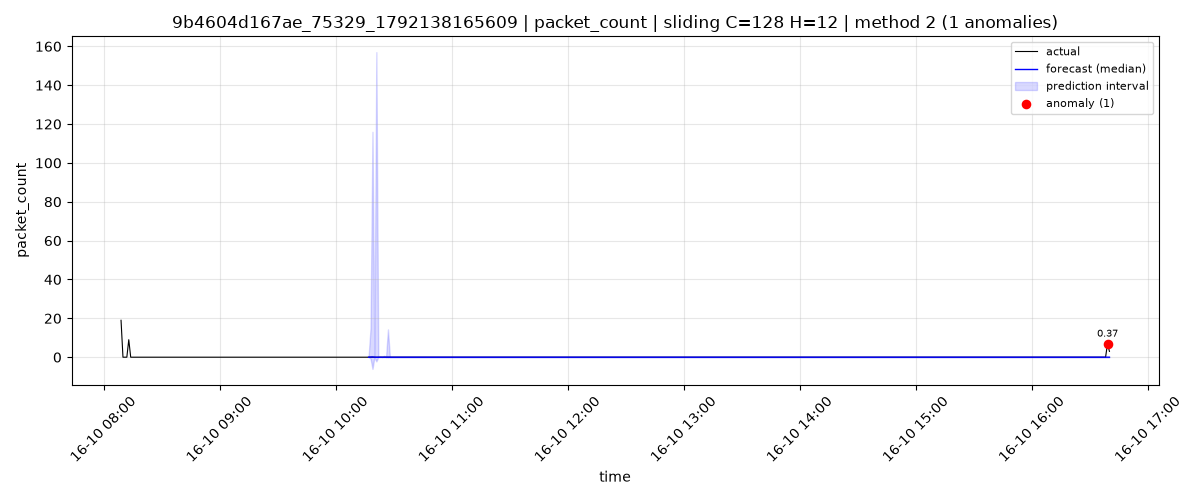 9b4604d167ae_75329_1792138165609 | packet_count | sliding C=128 H=12 | method 2 (1 anomalies)
packet_count
160
140
120
100
80
60
40
20
0
actual
forecast (median)
prediction interval
anomaly (1)
0.37
16-10 08:00
16-10 09:00
16-10 10:00
16-10 11:00
16-10 12:00
16-10 13:00
16-10 14:00
16-10 15:00
16-10 16:00
16-10 17:00
time